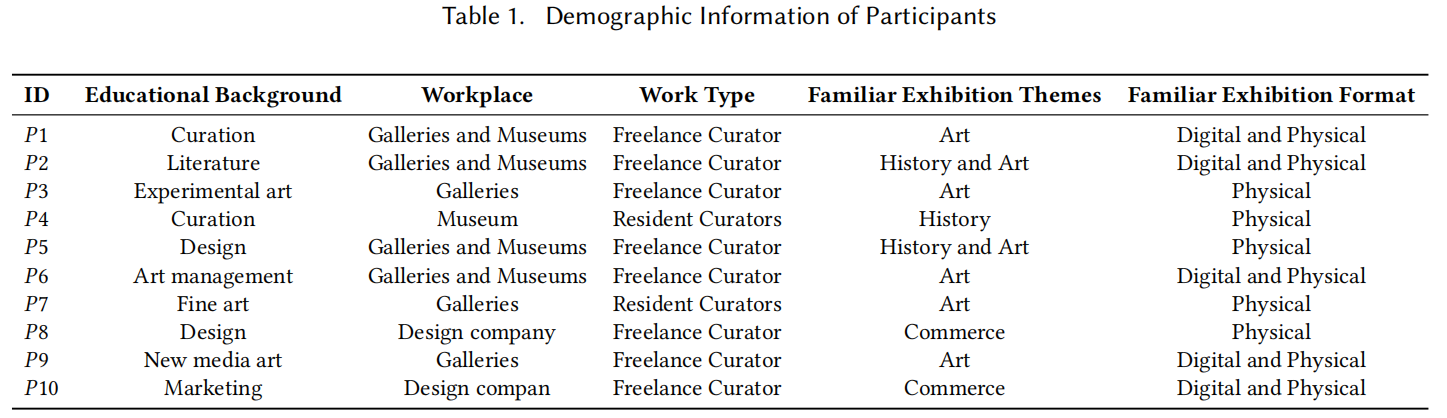 Table 1. Demographic Information of Participants
ID Educational Background Workplace Work Type Familiar Exhibition Themes Familiar Exhibition Format
P1 Curation Galleries and Museums Freelance Curator Art Digital and Physical
P2 Literature Galleries and Museums Freelance Curator History and Art Digital and Physical
P3 Experimental art Galleries Freelance Curator Art Physical
P4 Curation Museum Resident Curators History Physical
P5 Design Galleries and Museums Freelance Curator History and Art Physical
P6 Art management Galleries and Museums Freelance Curator Art Digital and Physical
P7 Fine art Galleries Resident Curators Art Physical
P8 Design Design company Freelance Curator Commerce Physical
P9 New media art Galleries Freelance Curator Art Digital and Physical
P10 Marketing Design compan Freelance Curator Commerce Digital and Physical